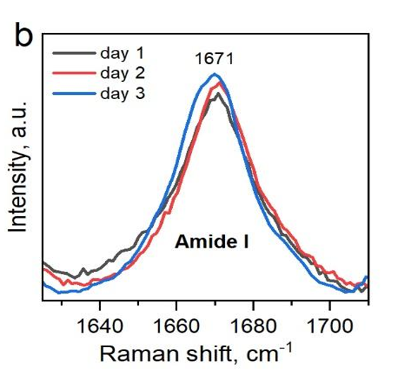 b
day 1
day 2
day 3
1671
Intensity, a.u.
Amide I
1640 1660 1680 1700
Raman shift, cm⁻¹